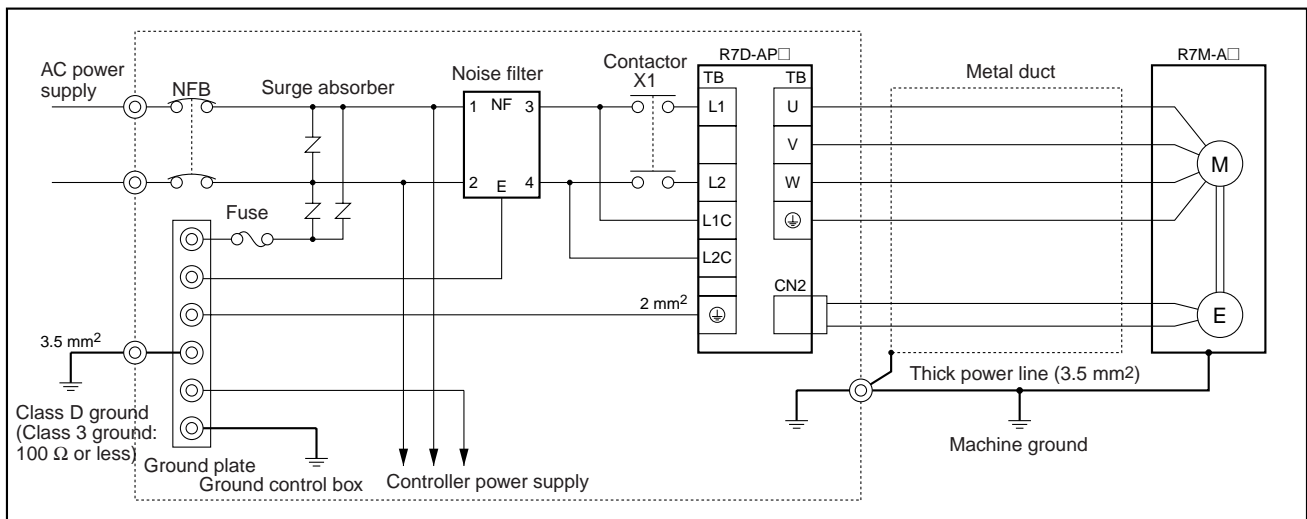 R7D-AP□
R7M-A□
AC power
supply
NFB
Surge absorber
Noise filter
Contactor
X1
Metal duct
TB
TB
1 NF 3
L1
U
V
M
2 E 4
L2
W
Fuse
L1C
L2C
CN2
2 mm2
E
3.5 mm2
Class D ground
(Class 3 ground:
100 Ω or less)
Ground plate
Ground control box
Controller power supply
Thick power line (3.5 mm2)
Machine ground